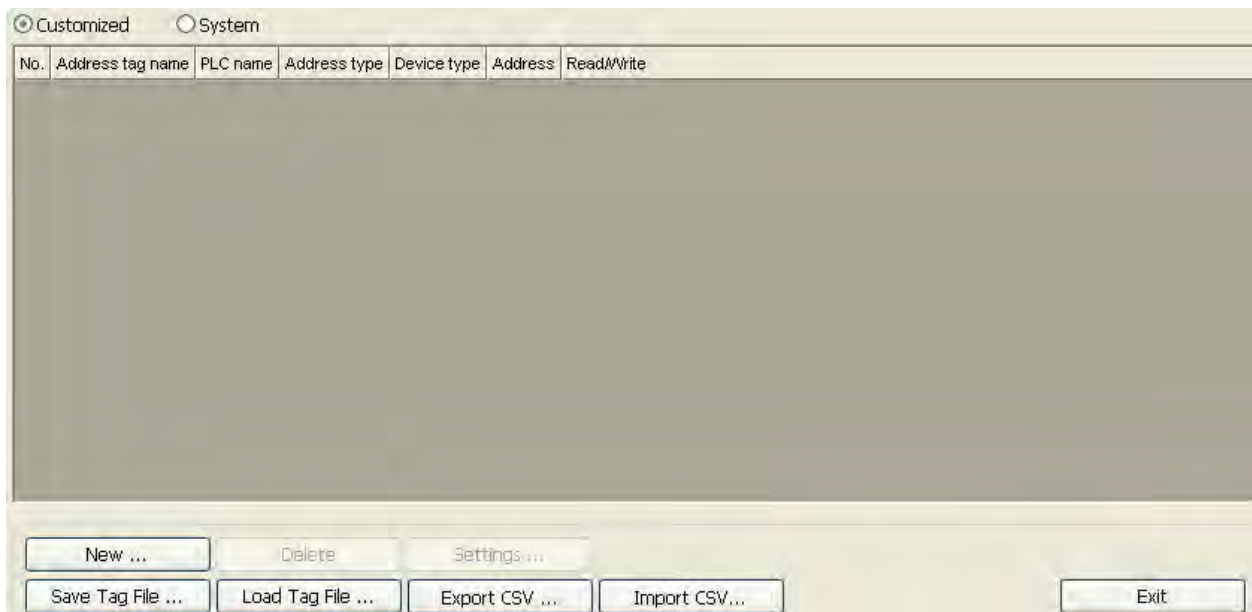 Customized System
No. Address tag name PLC name Address type Device type Address Read/Write
New ... Delete Settings ...
Save Tag File ... Load Tag File ... Export CSV ... Import CSV... Exit